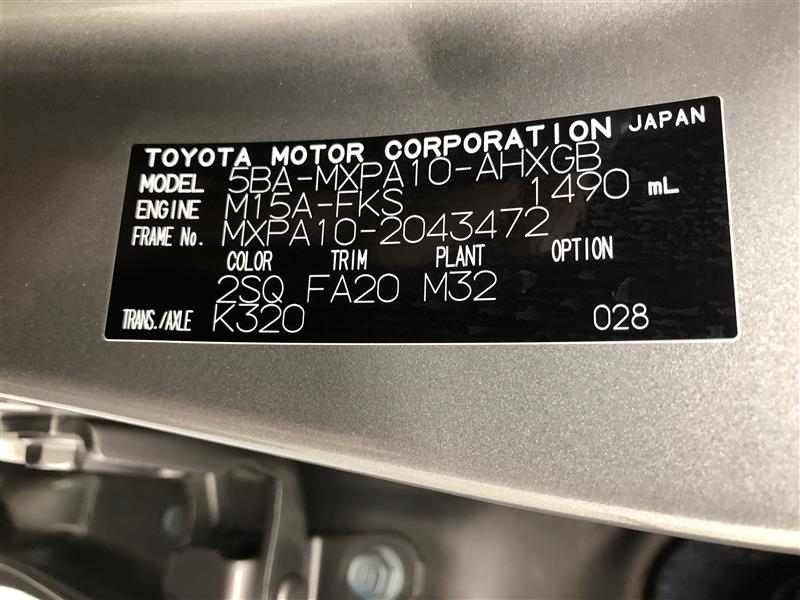 TOYOTA MOTOR CORPORATION JAPAN
MODEL 5BA-MXPA10-AHXGB
ENGINE M15A-FKS 1490 mL
FRAME No. MXPA10-2043472
COLOR TRIM PLANT OPTION
2SQ FA20 M32
TRANS./AXLE K320 028